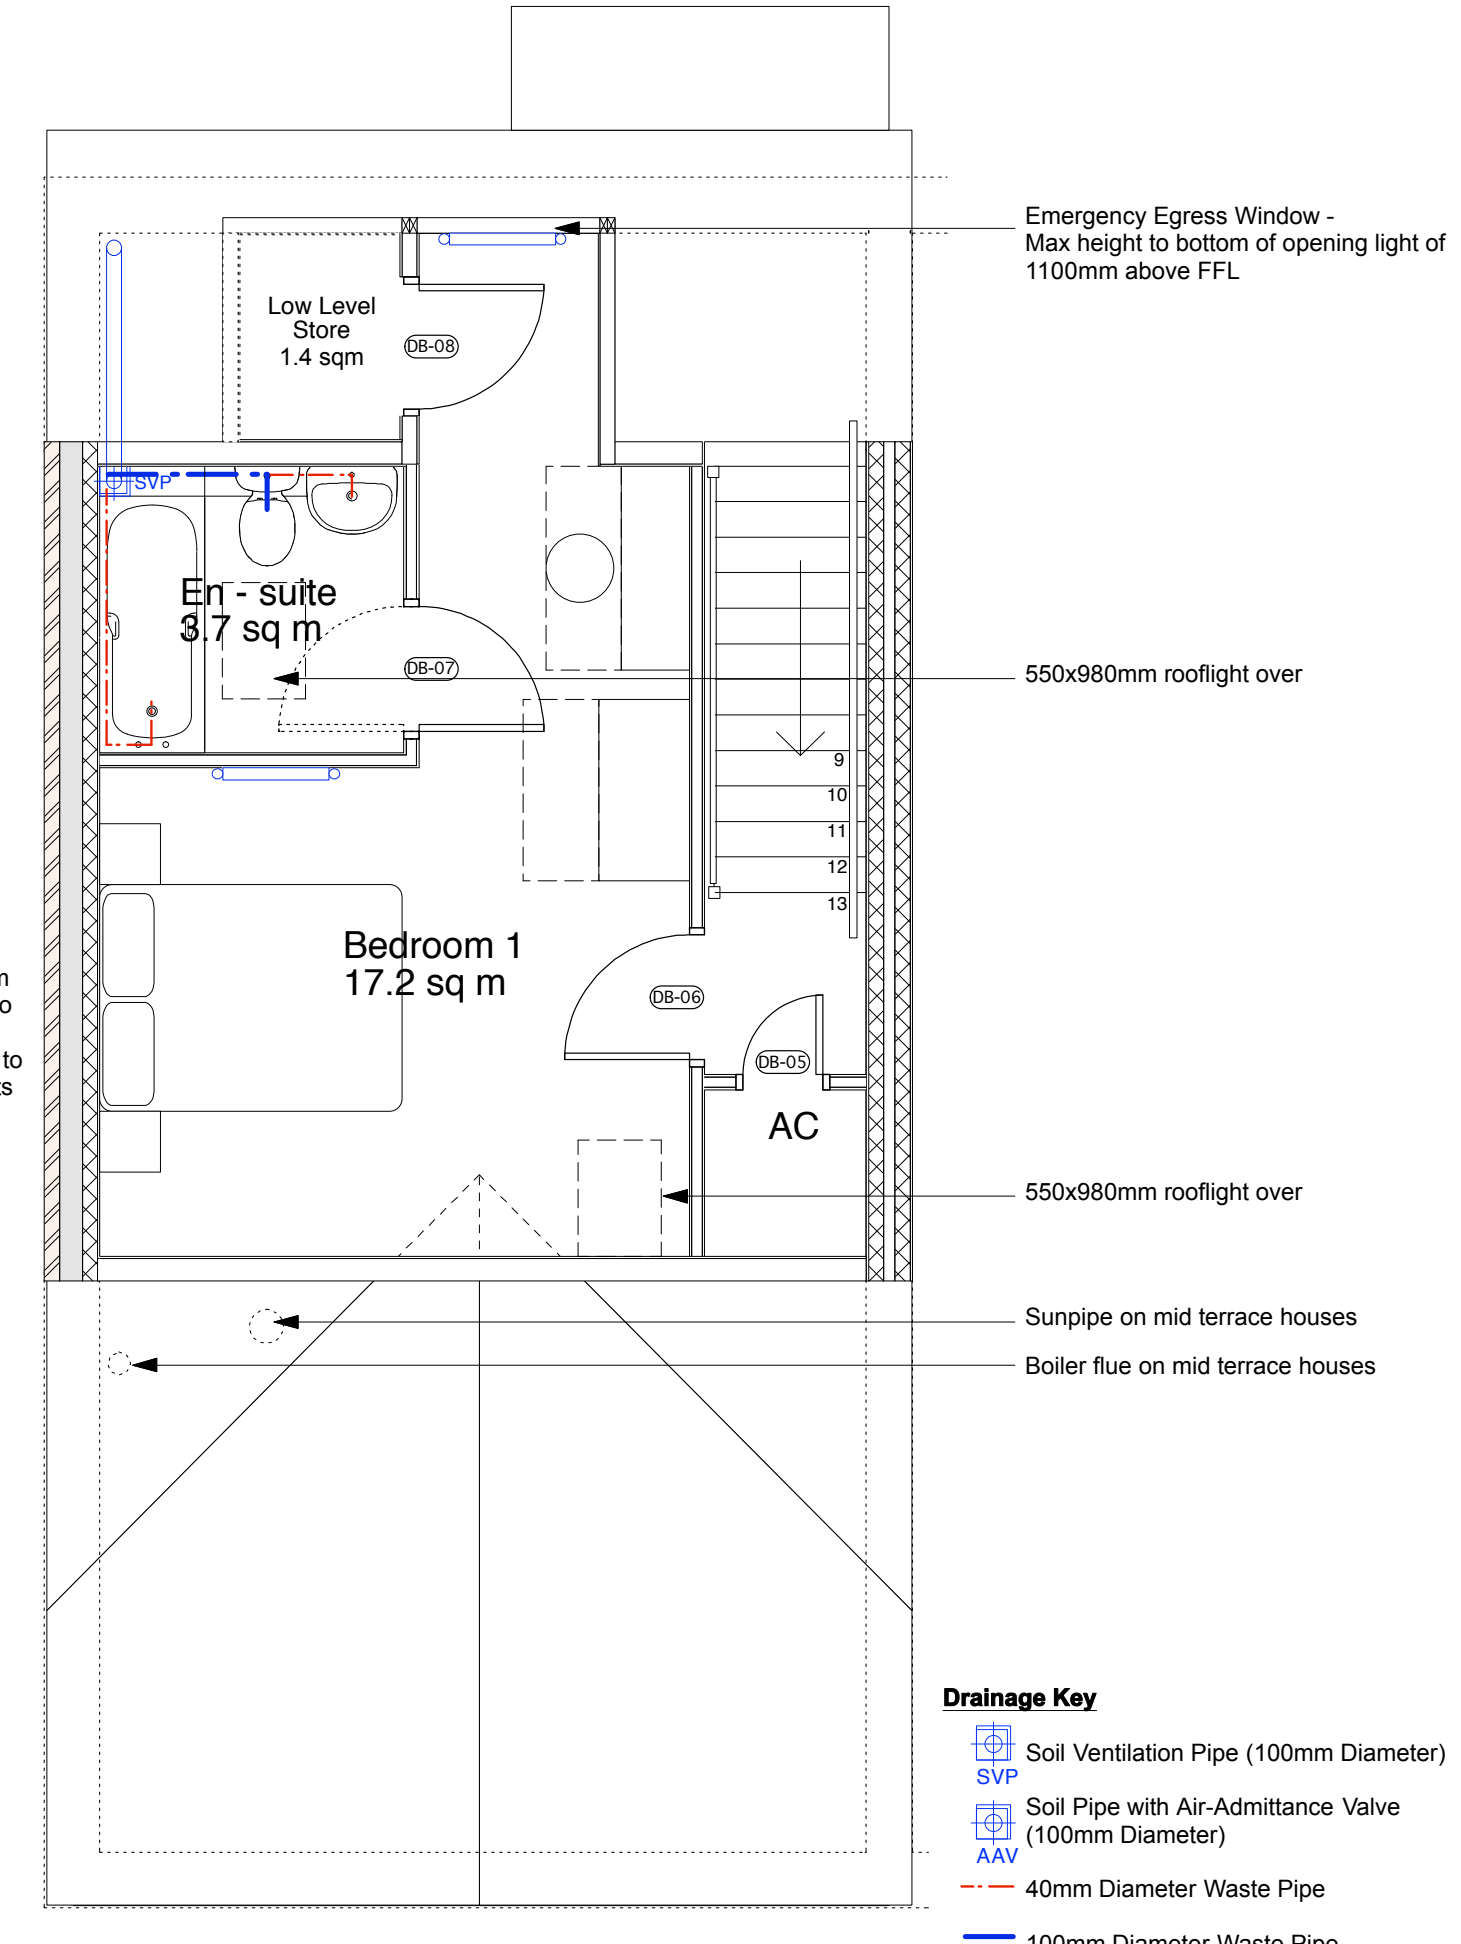 Emergency Egress Window -
Max height to bottom of opening light of
1100mm above FFL
Low Level
Store
1.4 sqm
DB-08
SVP
En - suite
3.7 sq m
DB-07
550x980mm rooflight over
9
10
11
12
13
Bedroom 1
17.2 sq m
DB-06
DB-05
AC
to
550x980mm rooflight over
Sunpipe on mid terrace houses
Boiler flue on mid terrace houses
Drainage Key
SVP
Soil Ventilation Pipe (100mm Diameter)
AAV
Soil Pipe with Air-Admittance Valve
(100mm Diameter)
40mm Diameter Waste Pipe
100mm Diameter Waste Pipe